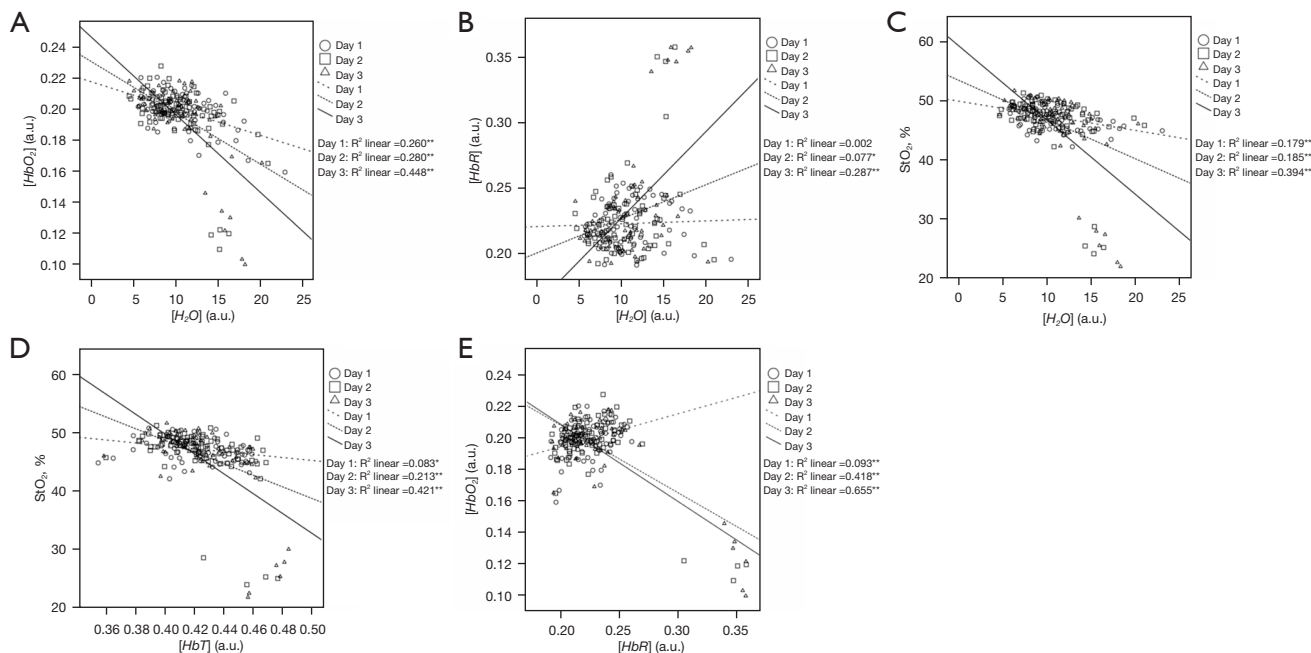 A
[HbO2] (a.u.)
0.24
0.22
0.20
0.18
0.16
0.14
0.12
0.10
0 5 10 15 20 25
[H2O] (a.u.)
Day 1
Day 2
Day 3
Day 1
Day 2
Day 3
Day 1: R² linear =0.260**
Day 2: R² linear =0.280**
Day 3: R² linear =0.448**
B
[HbR] (a.u.)
0.35
0.30
0.25
0.20
0 5 10 15 20 25
[H2O] (a.u.)
Day 1
Day 2
Day 3
Day 1
Day 2
Day 3
Day 1: R² linear =0.002
Day 2: R² linear =0.077*
Day 3: R² linear =0.287**
C
StO2, %
60
50
40
30
20
0 5 10 15 20 25
[H2O] (a.u.)
Day 1
Day 2
Day 3
Day 1
Day 2
Day 3
Day 1: R² linear =0.179**
Day 2: R² linear =0.185**
Day 3: R² linear =0.394**
D
StO2, %
60
50
40
30
20
0.36 0.38 0.40 0.42 0.44 0.46 0.48 0.50
[HbT] (a.u.)
Day 1
Day 2
Day 3
Day 1
Day 2
Day 3
Day 1: R² linear =0.083*
Day 2: R² linear =0.213**
Day 3: R² linear =0.421**
E
[HbO2] (a.u.)
0.24
0.22
0.20
0.18
0.16
0.14
0.12
0.10
0.20 0.25 0.30 0.35
[HbR] (a.u.)
Day 1
Day 2
Day 3
Day 1
Day 2
Day 3
Day 1: R² linear =0.093**
Day 2: R² linear =0.418**
Day 3: R² linear =0.655**